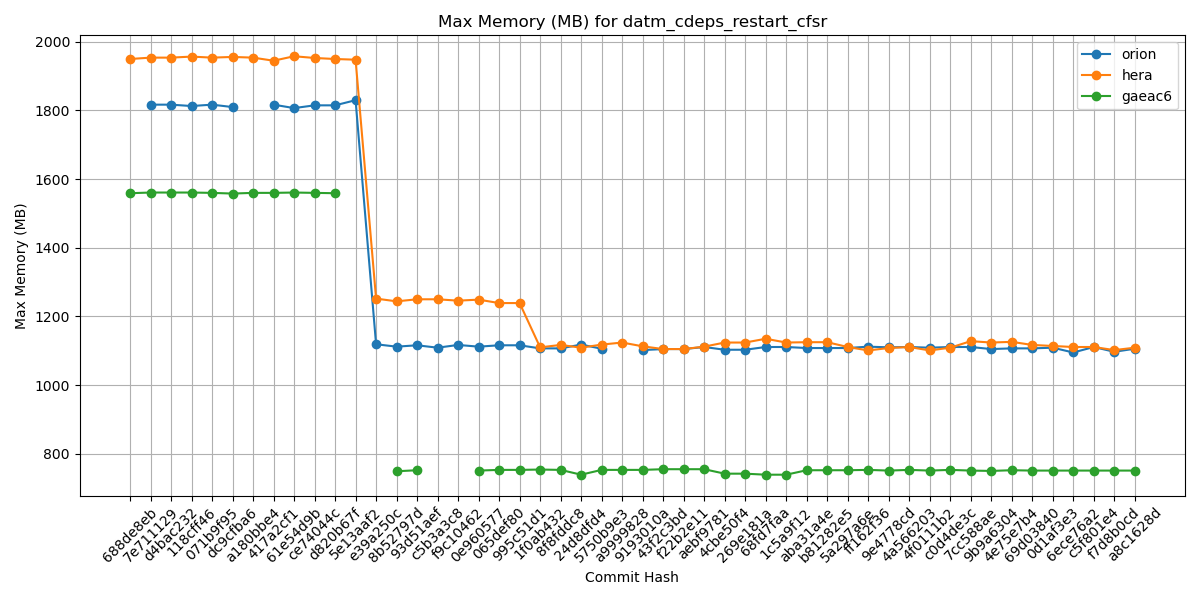 Max Memory (MB) for datm_cdeps_restart_cfsr
orion
hera
gaeac6
Max Memory (MB)
2000
1800
1600
1400
1200
1000
800
688de8eb
7e711129
d4bac232
118cff46
071b9f95
dc9cfba6
a180bbe4
417a2cf1
61e54d9b
ce74044c
d820b67f
5e13aaf2
e39a250c
8b52797d
93d51aef
c5b3a3c8
f9c10462
0e960577
065def80
995c51d1
1f0ab432
8f8fddc8
24d8dfd4
5750b9e3
a9999828
9193010a
43f2c3bd
f22b2e11
aebf9781
4cbe50f4
269e181a
68fd7faa
1c5a9f12
aba31a4e
b81282e5
5a297a6e
ff162f36
9e4778cd
4a566203
4f0111b2
c0d4de3c
7cc588ae
9b9a6304
4e75e7b4
69d03840
0d1af3e3
6ece76a2
c5f801e4
f7d8b0cd
a8c1628d
Commit Hash